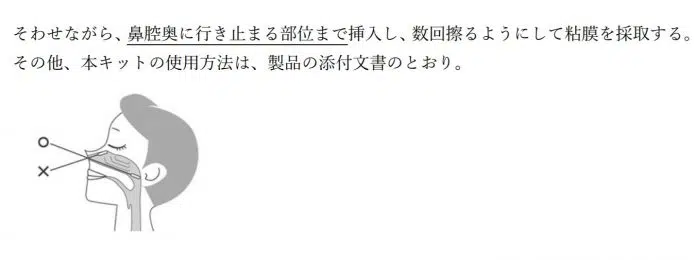 そわせながら、鼻腔奥に行き止まる部位まで挿入し、数回擦るようにして粘膜を採取する。
その他、本キットの使用方法は、製品の添付文書のとおり。
○
×